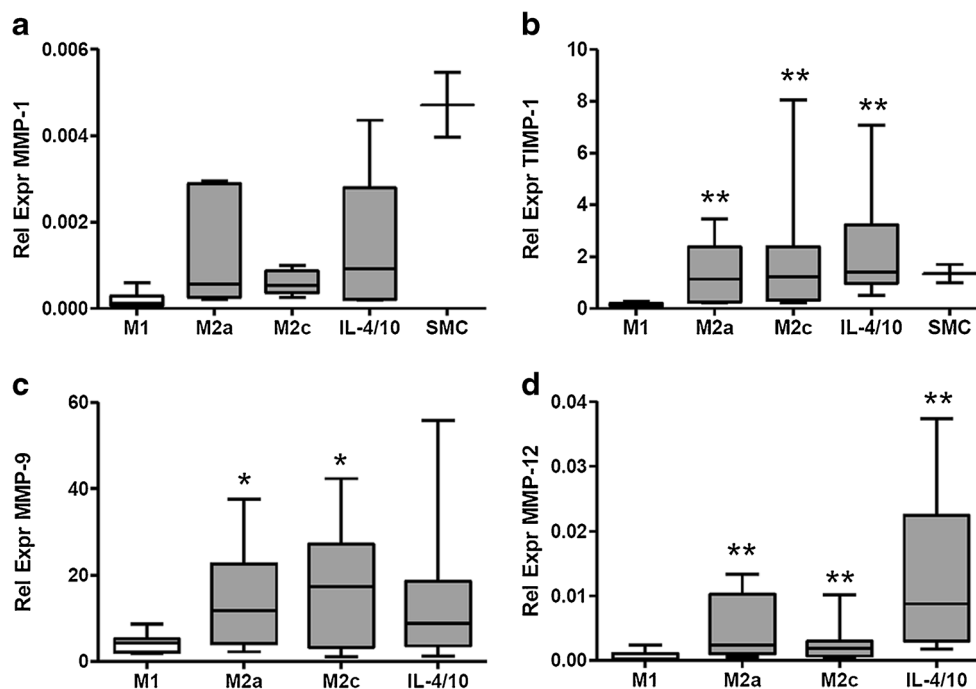 a
Rel Expr MMP-1
0.006
0.004
0.002
0.000
M1 M2a M2c IL-4/10 SMC
b
Rel Expr TIMP-1
10
8
6
4
2
0
** ** **
M1 M2a M2c IL-4/10 SMC
c
Rel Expr MMP-9
60
40
20
0
* *
M1 M2a M2c IL-4/10
d
Rel Expr MMP-12
0.04
0.03
0.02
0.01
0.00
** ** **
M1 M2a M2c IL-4/10